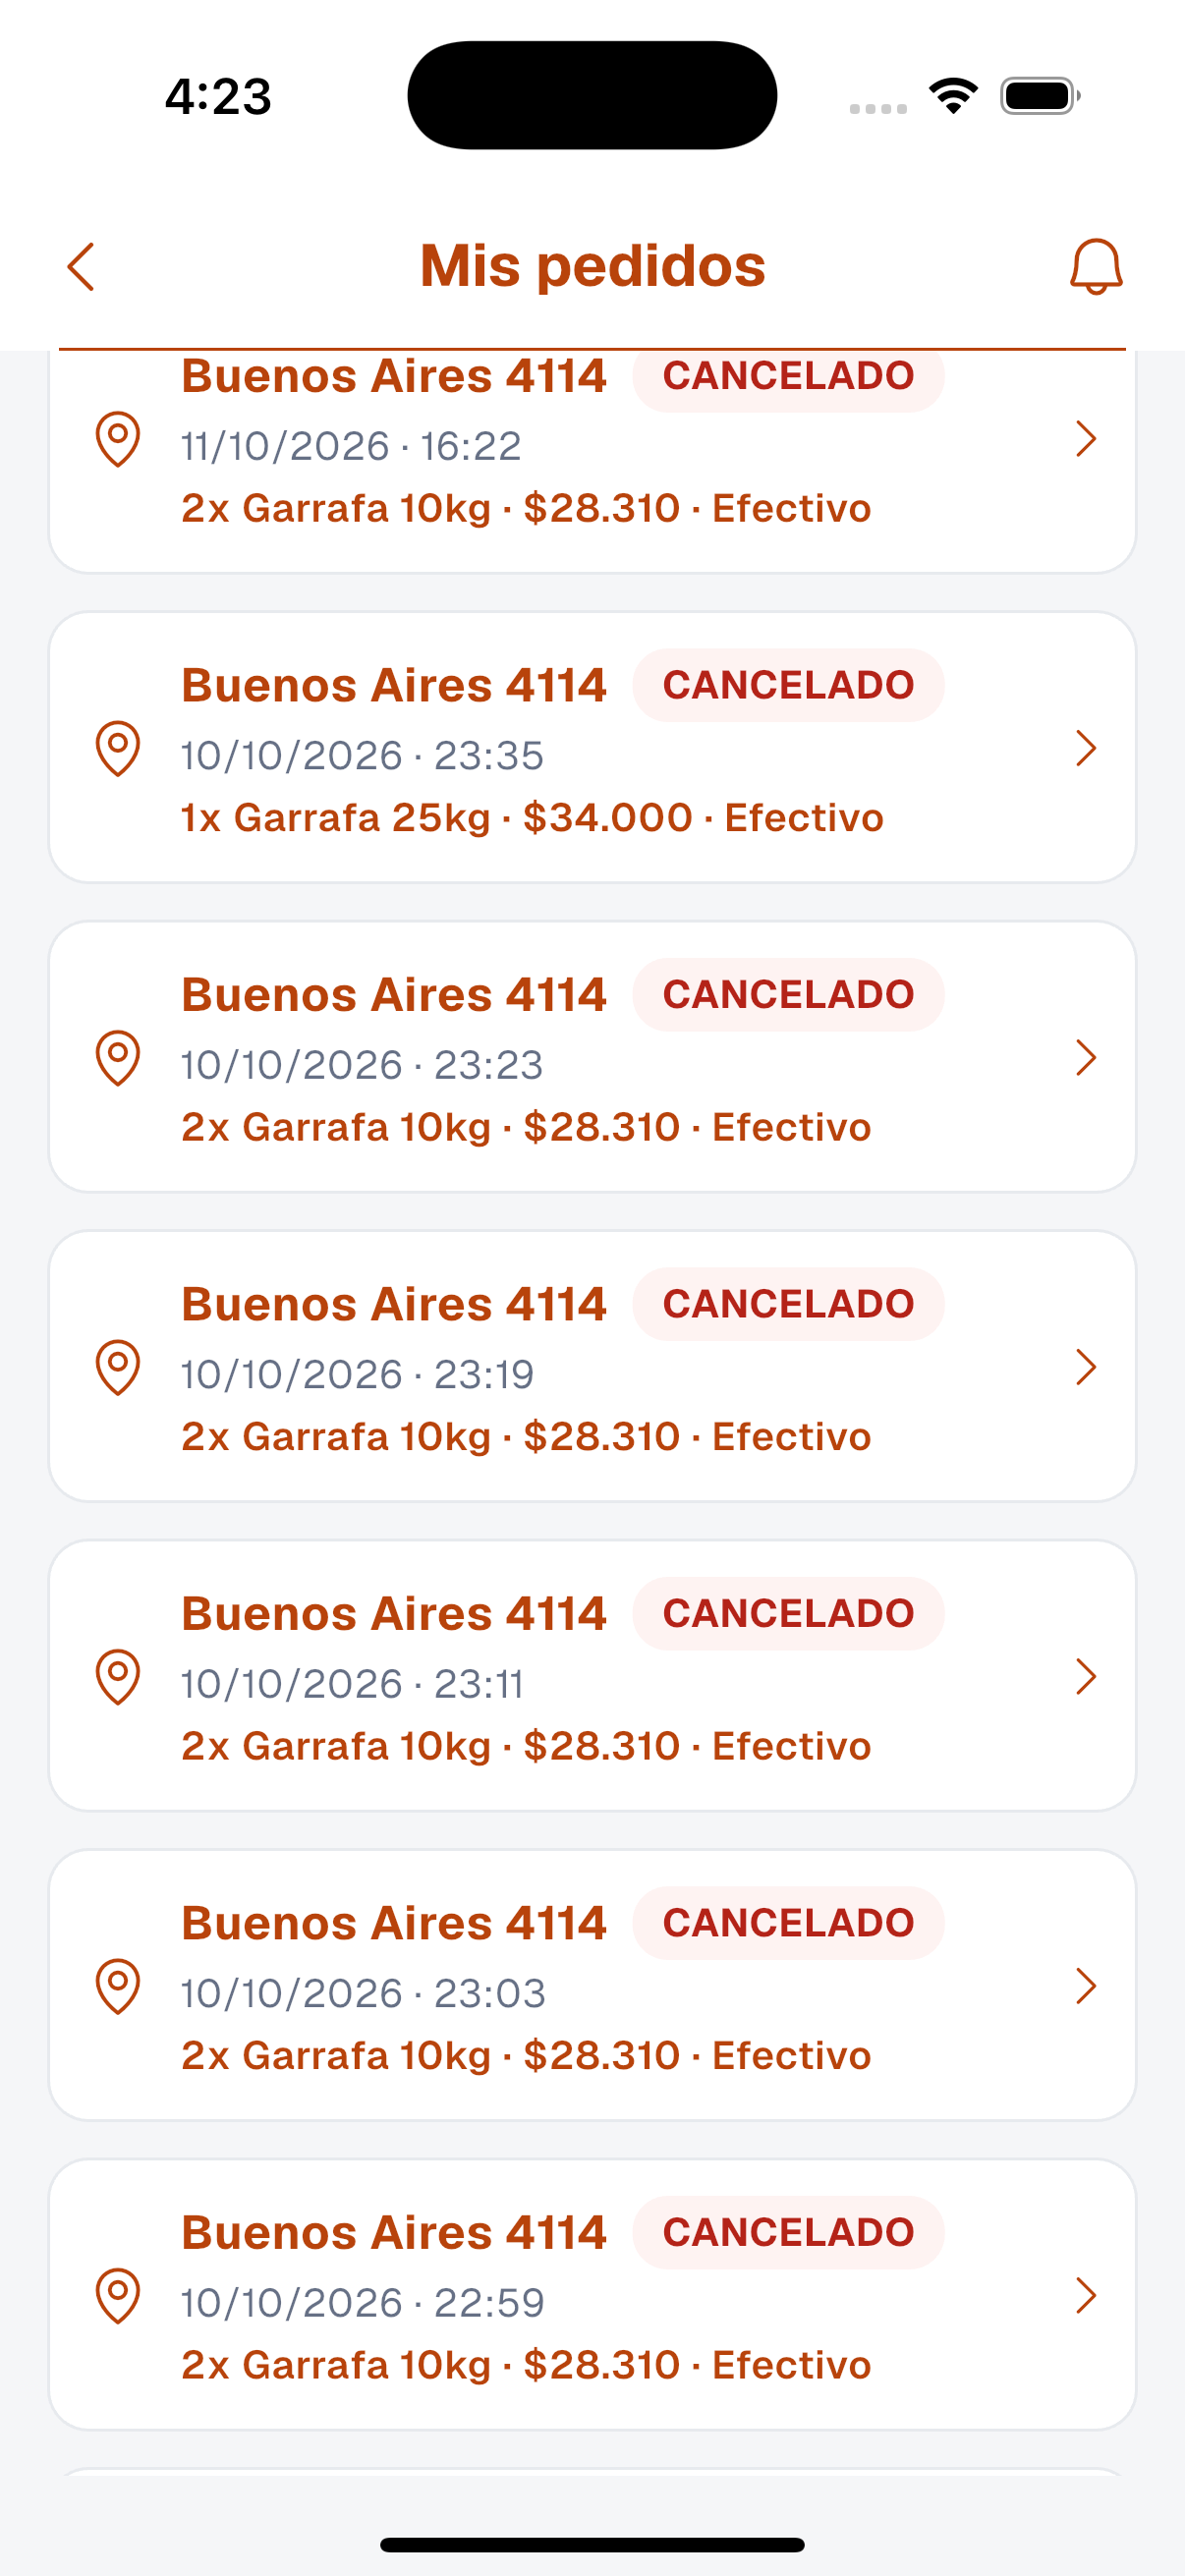 4:23
Mis pedidos
Buenos Aires 4114 CANCELADO
11/10/2026 · 16:22
2x Garrafa 10kg · $28.310 · Efectivo
Buenos Aires 4114 CANCELADO
10/10/2026 · 23:35
1x Garrafa 25kg · $34.000 · Efectivo
Buenos Aires 4114 CANCELADO
10/10/2026 · 23:23
2x Garrafa 10kg · $28.310 · Efectivo
Buenos Aires 4114 CANCELADO
10/10/2026 · 23:19
2x Garrafa 10kg · $28.310 · Efectivo
Buenos Aires 4114 CANCELADO
10/10/2026 · 23:11
2x Garrafa 10kg · $28.310 · Efectivo
Buenos Aires 4114 CANCELADO
10/10/2026 · 23:03
2x Garrafa 10kg · $28.310 · Efectivo
Buenos Aires 4114 CANCELADO
10/10/2026 · 22:59
2x Garrafa 10kg · $28.310 · Efectivo